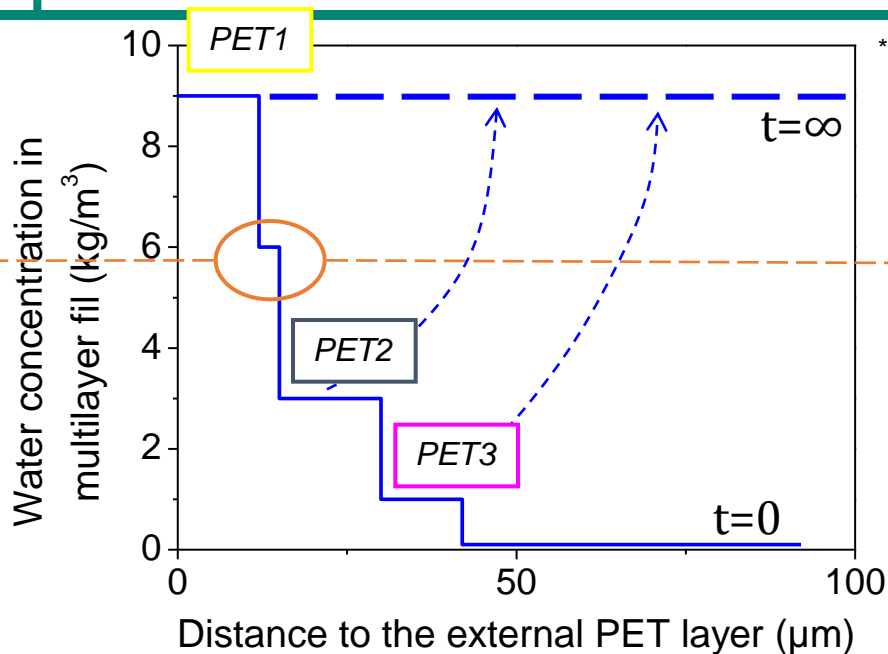 PET1
*
10
8
6
4
2
0
Water concentration in
multilayer fil (kg/m³)
t=∞
PET2
PET3
t=0
0
50
100
Distance to the external PET layer (µm)